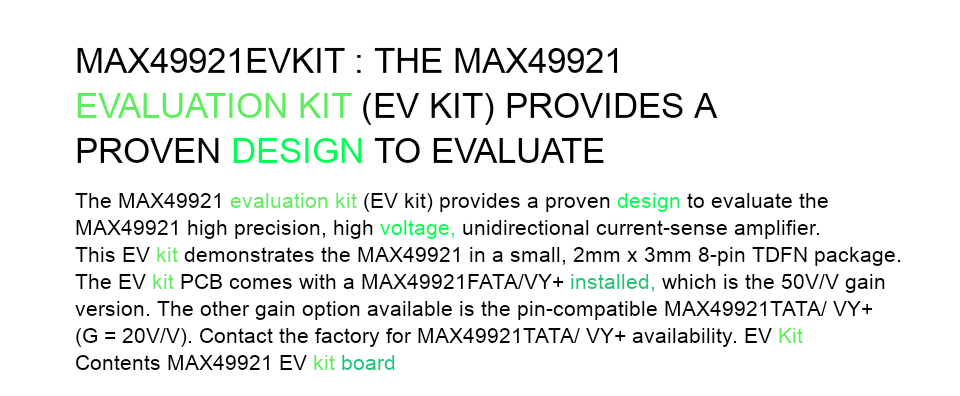 MAX49921EVKIT : THE MAX49921
EVALUATION KIT (EV KIT) PROVIDES A
PROVEN DESIGN TO EVALUATE
The MAX49921 evaluation kit (EV kit) provides a proven design to evaluate the
MAX49921 high precision, high voltage, unidirectional current-sense amplifier.
This EV kit demonstrates the MAX49921 in a small, 2mm x 3mm 8-pin TDFN package.
The EV kit PCB comes with a MAX49921FATA/VY+ installed, which is the 50V/V gain
version. The other gain option available is the pin-compatible MAX49921TATA/ VY+
(G = 20V/V). Contact the factory for MAX49921TATA/ VY+ availability. EV Kit
Contents MAX49921 EV kit board